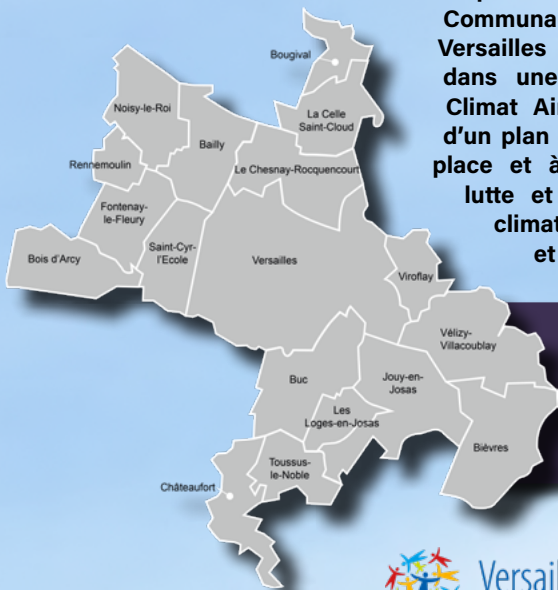 Communa
Versailles
dans une
Climat Ai
d'un plan
place et à
lutte et
climat
et
Bougival
La Celle
Saint-Cloud
Noisy-le-Roi
Bailly
Le Chesnay-Rocquencourt
Rennemoulin
Fontenay-
le-Fleury
Saint-Cyr-
l'Ecole
Bois d'Arcy
Versailles
Viroflay
Vélizy-
Villacoublay
Buc
Jouy-en-
Josas
Les
Loges-en-Josas
Bièvres
Toussus-
le-Noble
Châteaufort
Versail